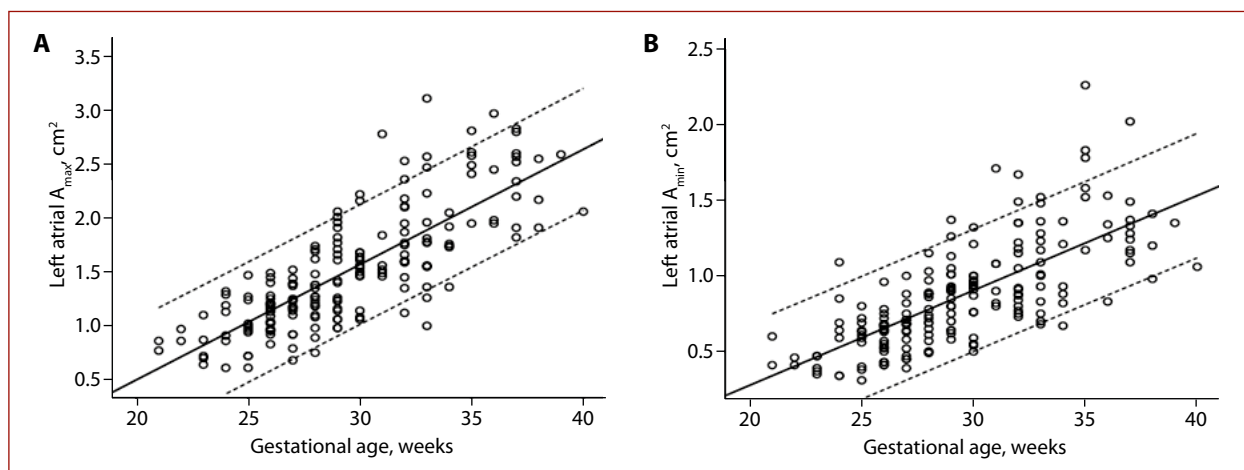 A
3.5
3.0
2.5
2.0
1.5
1.0
0.5
Left atrial Amax, cm²
20 25 30 35 40
Gestational age, weeks
B
2.5
2.0
1.5
1.0
0.5
Left atrial Amin, cm²
20 25 30 35 40
Gestational age, weeks